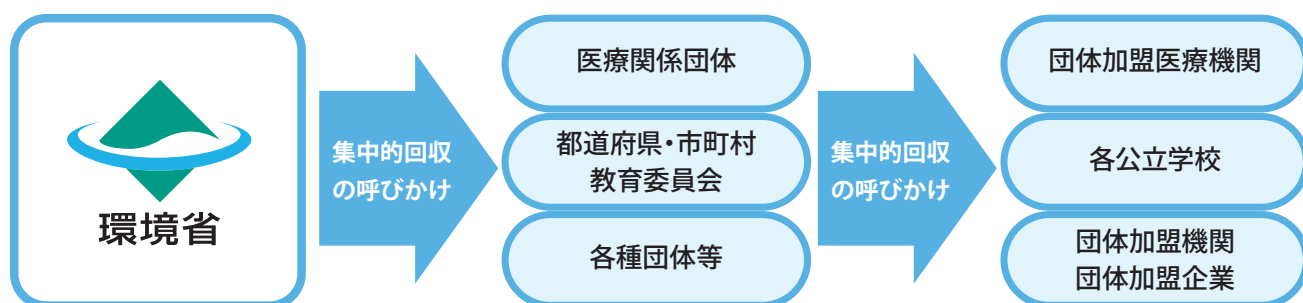 環境省
集中的回収
の呼びかけ
医療関係団体
都道府県・市町村
教育委員会
各種団体等
集中的回収
の呼びかけ
団体加盟医療機関
各公立学校
団体加盟機関
団体加盟企業